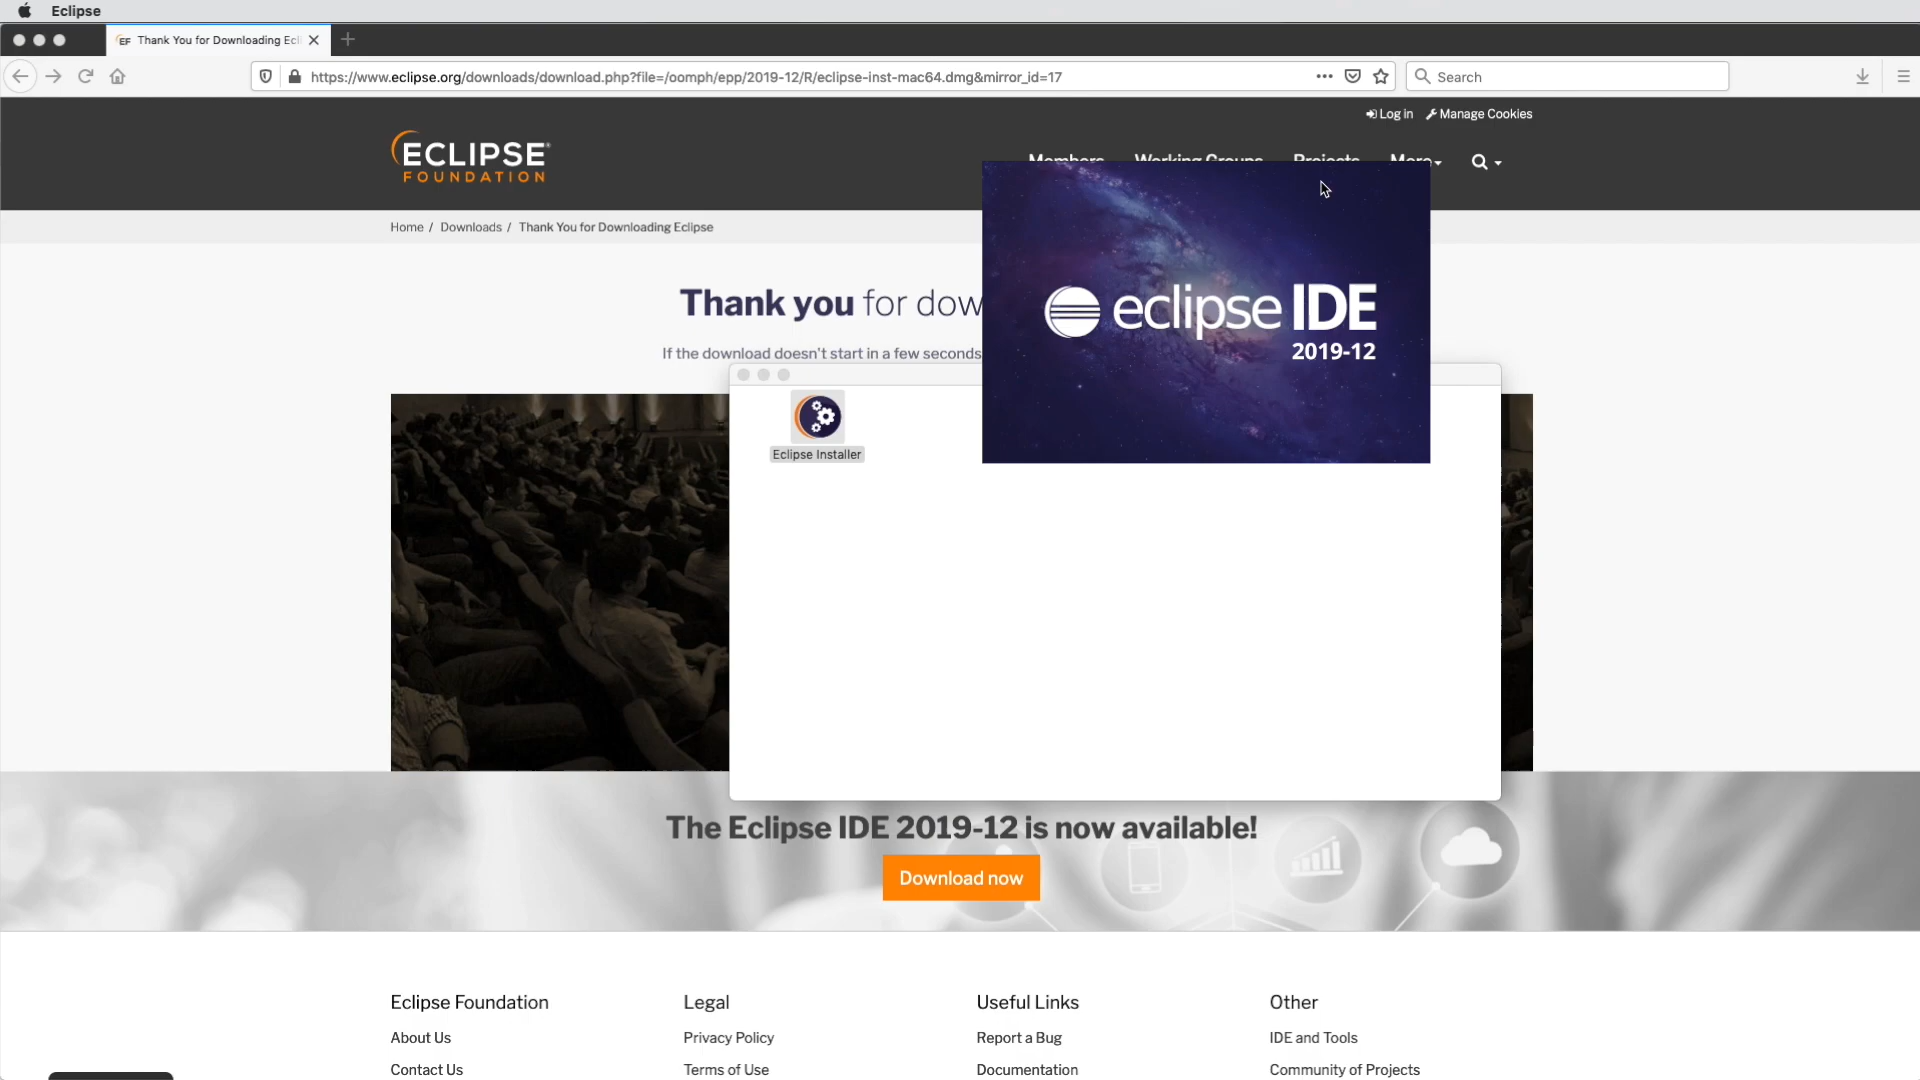 Eclipse
EF Thank You for Downloading Ecl
https://www.eclipse.org/downloads/download.php?file=/oomph/epp/2019-12/R/eclipse-inst-mac64.dmg&mirror_id=17
Search
Log in Manage Cookies
ECLIPSE®
FOUNDATION
Members Working Groups Projects More
Home / Downloads / Thank You for Downloading Eclipse
Thank you for dow
If the download doesn't start in a few seconds
eclipse IDE
2019-12
Eclipse Installer
The Eclipse IDE 2019-12 is now available!
Download now
Eclipse Foundation
About Us
Contact Us
Legal
Privacy Policy
Terms of Use
Useful Links
Report a Bug
Documentation
Other
IDE and Tools
Community of Projects